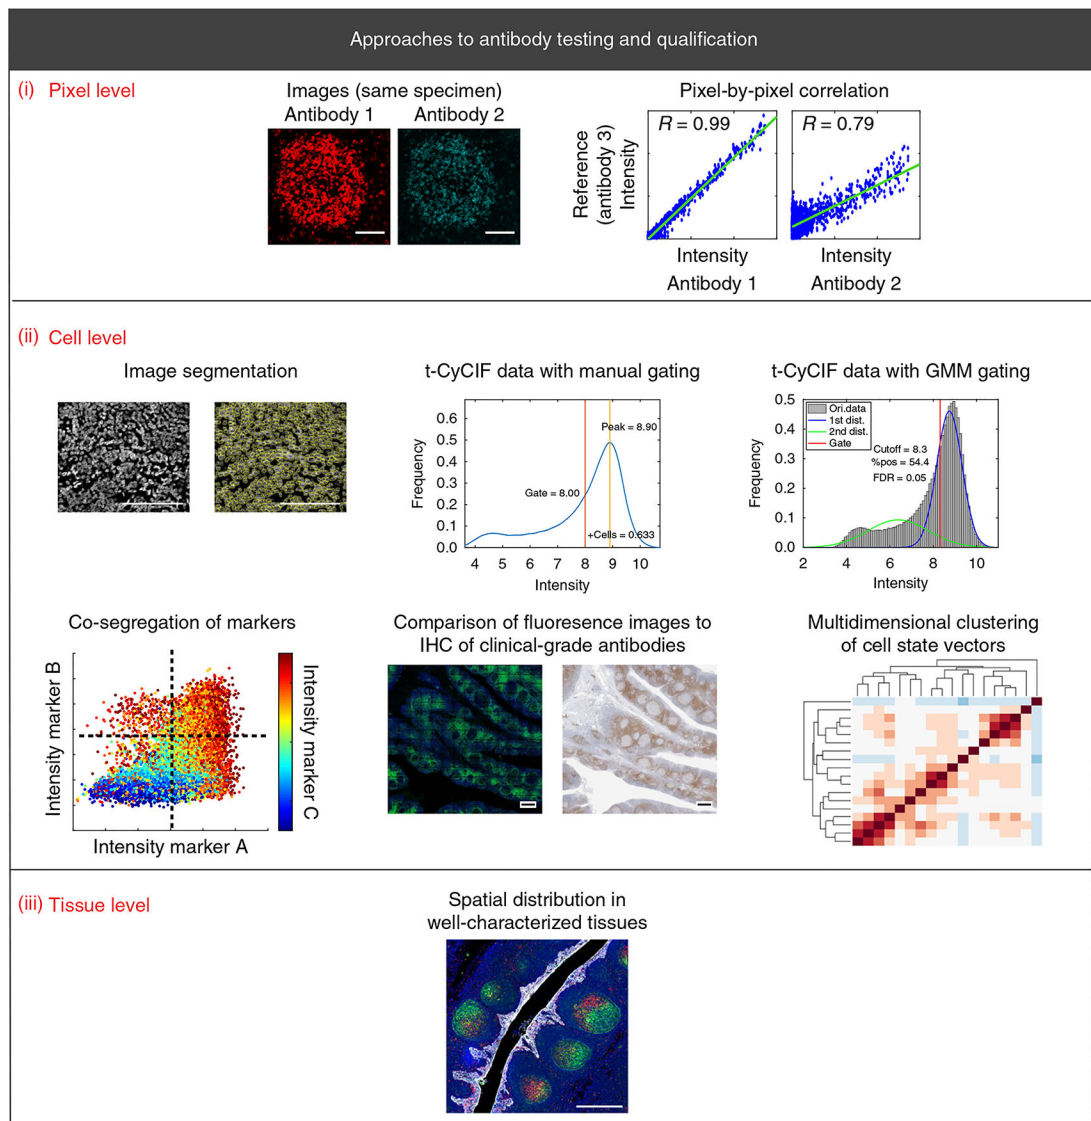 Approaches to antibody testing and qualification
(i) Pixel level
Images (same specimen)
Antibody 1 Antibody 2
Pixel-by-pixel correlation
R = 0.99
R = 0.79
Reference
(antibody 3)
Intensity
Intensity
Antibody 1
Intensity
Antibody 2
(ii) Cell level
Image segmentation
t-CyCIF data with manual gating
Frequency
0.6
0.5
0.4
0.3
0.2
0.1
0.0
Peak = 8.90
Gate = 8.00
+Cells = 0.633
4 5 6 7 8 9 10
Intensity
t-CyCIF data with GMM gating
Frequency
0.5
0.4
0.3
0.2
0.1
0.0
Ori.data
1st dist.
2nd dist.
Gate
Cutoff = 8.3
%pos = 54.4
FDR = 0.05
2 4 6 8 10
Intensity
Co-segregation of markers
Intensity marker B
Intensity marker A
Intensity marker C
Comparison of fluoresence images to
IHC of clinical-grade antibodies
Multidimensional clustering
of cell state vectors
(iii) Tissue level
Spatial distribution in
well-characterized tissues